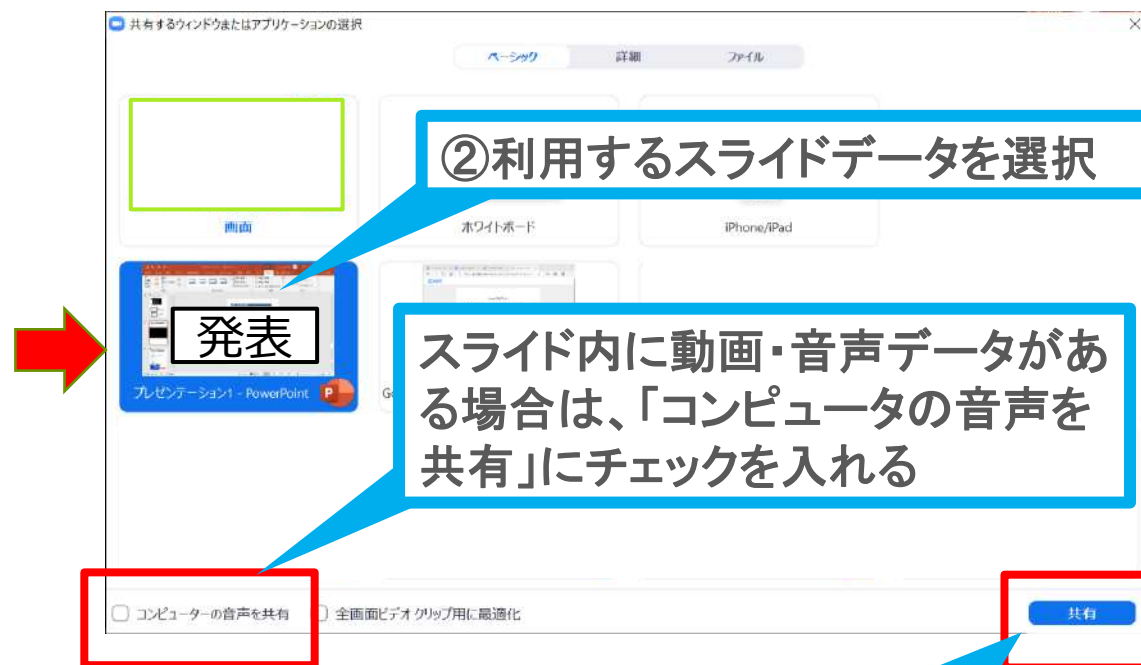 共有するウィンドウまたはアプリケーションの選択
ベーシック 詳細 ファイル
②利用するスライドデータを選択
画面 ホワイトボード iPhone/iPad
発表
プレゼンテーション1 - PowerPoint
スライド内に動画・音声データがあ
る場合は、「コンピュータの音声を
共有」にチェックを入れる
コンピューターの音声を共有 全画面ビデオ クリップ用に最適化 共有